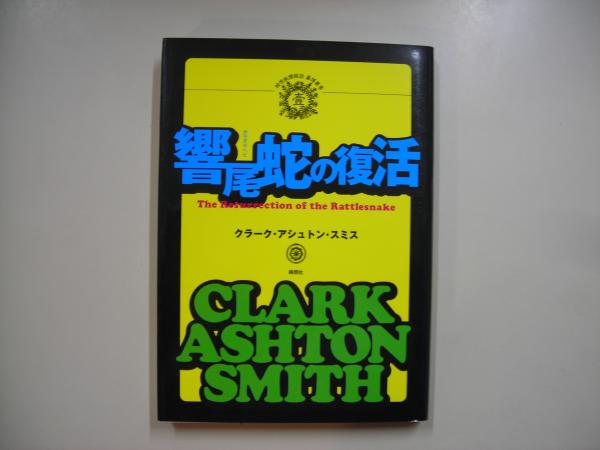 壹
響尾蛇の復活
The Resurrection of the Rattlesnake
クラーク・アシュトン・スミス
CLARK
ASHTON
SMITH